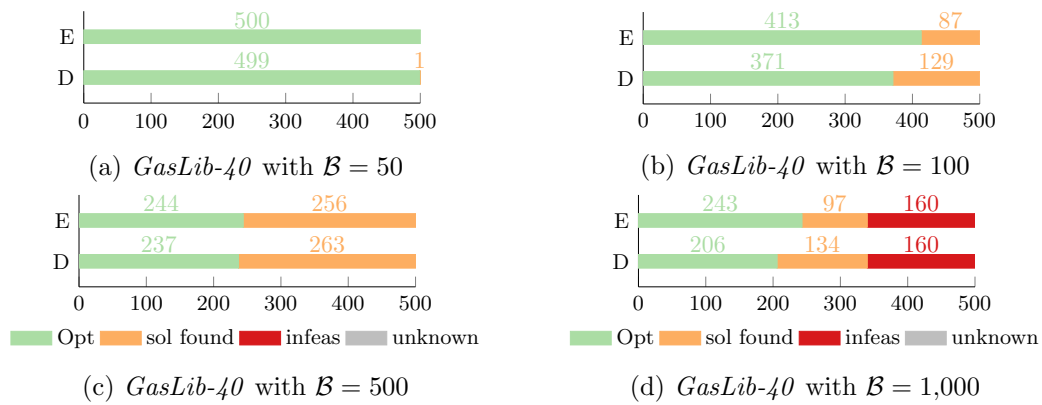 500
E
499 1
D
0 100 200 300 400 500
(a) GasLib-40 with B = 50
413 87
E
371 129
D
0 100 200 300 400 500
(b) GasLib-40 with B = 100
244 256
E
237 263
D
0 100 200 300 400 500
Opt sol found infeas unknown
(c) GasLib-40 with B = 500
243 97 160
E
206 134 160
D
0 100 200 300 400 500
Opt sol found infeas unknown
(d) GasLib-40 with B = 1,000